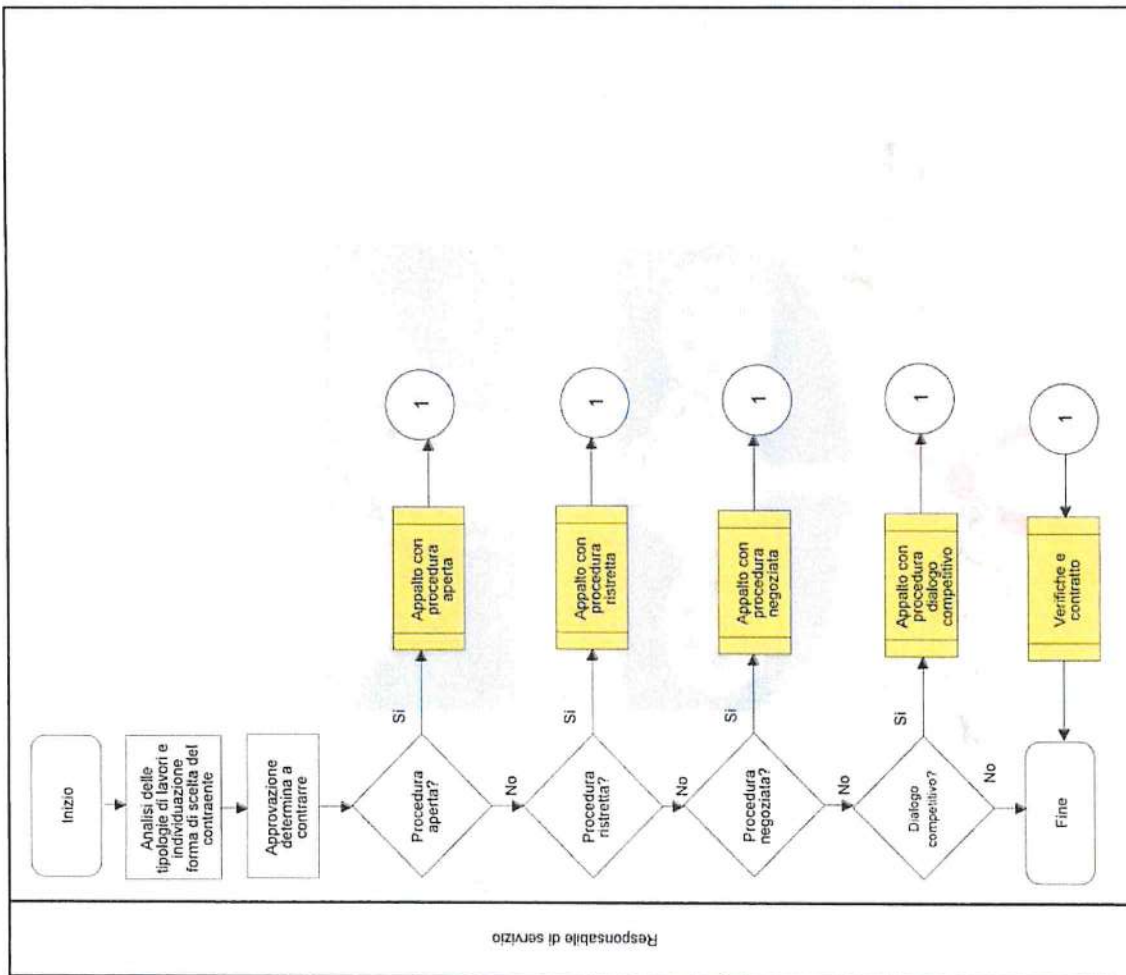 Responsabile di servizio
Inizio
Analisi delle
tipologie di lavori e
individuazione
forma di scelta del
contraente
Approvazione
determina a
contrarre
Procedura
aperta?
Si
No
Appalto con
procedura
aperta
1
Procedura
ristretta?
Si
No
Appalto con
procedura
ristretta
1
Procedura
negoziata?
Si
No
Appalto con
procedura
negoziata
1
Dialogo
competitivo?
Si
No
Appalto con
procedura
dialogo
competitivo
1
Fine
Verifiche e
contratto
1